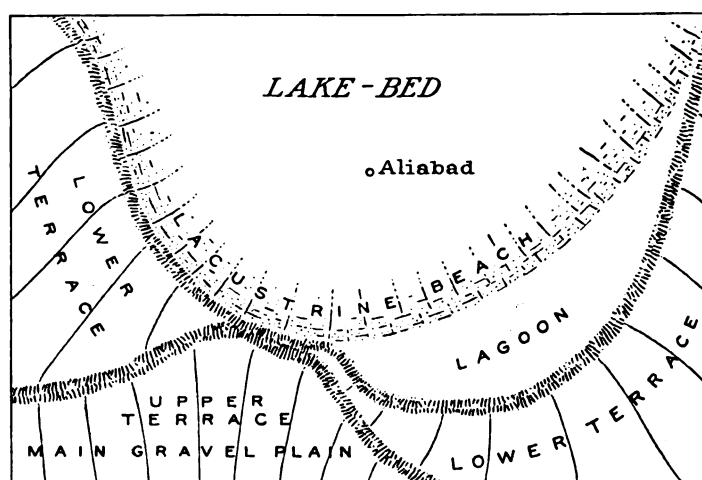 LAKE-BED
Aliabad
LOWER
TERRACE
LACUSTRINE BEACH
LAGOON
UPPER
TERRACE
MAIN GRAVEL PLAIN
LOWER TERRACE